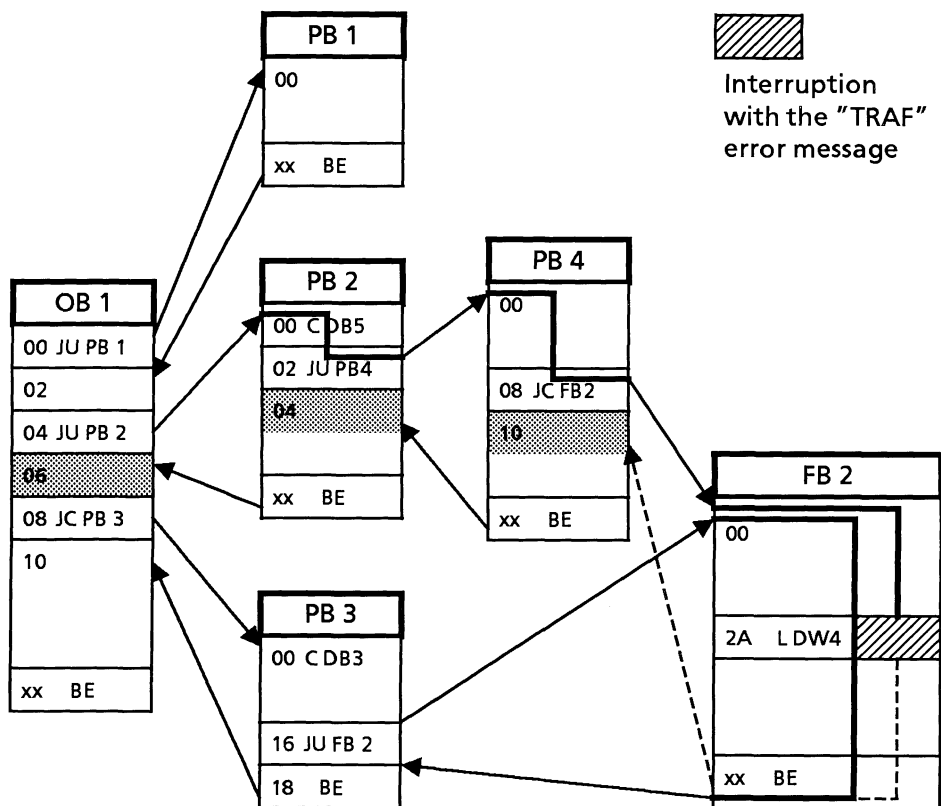 PB 1
00
xx BE
Interruption
with the "TRAF"
error message
OB 1
00 JU PB 1
02
04 JU PB 2
06
08 JC PB 3
10
xx BE
PB 2
00 C DB5
02 JU PB4
04
xx BE
PB 4
00
08 JC FB2
10
xx BE
FB 2
00
2A L DW4
xx BE
PB 3
00 C DB3
16 JU FB 2
18 BE